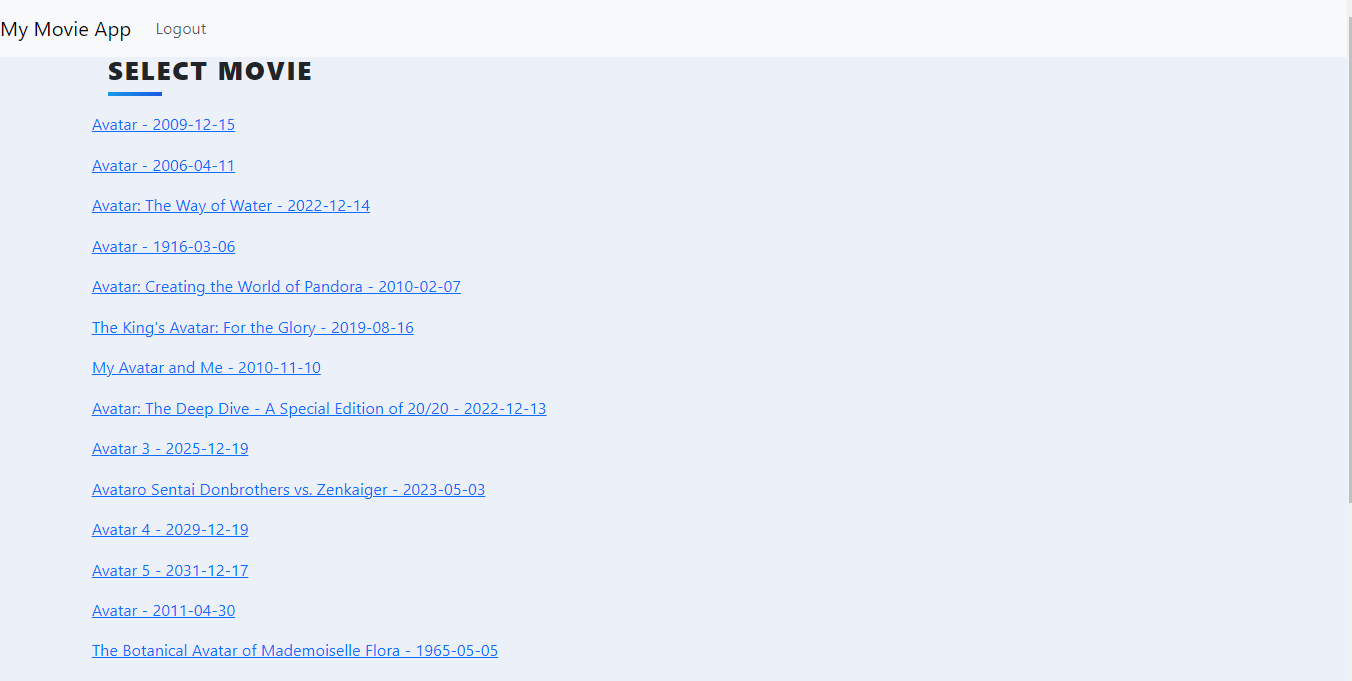 My Movie App Logout
SELECT MOVIE
Avatar - 2009-12-15
Avatar - 2006-04-11
Avatar: The Way of Water - 2022-12-14
Avatar - 1916-03-06
Avatar: Creating the World of Pandora - 2010-02-07
The King's Avatar: For the Glory - 2019-08-16
My Avatar and Me - 2010-11-10
Avatar: The Deep Dive - A Special Edition of 20/20 - 2022-12-13
Avatar 3 - 2025-12-19
Avataro Sentai Donbrothers vs. Zenkaiger - 2023-05-03
Avatar 4 - 2029-12-19
Avatar 5 - 2031-12-17
Avatar - 2011-04-30
The Botanical Avatar of Mademoiselle Flora - 1965-05-05